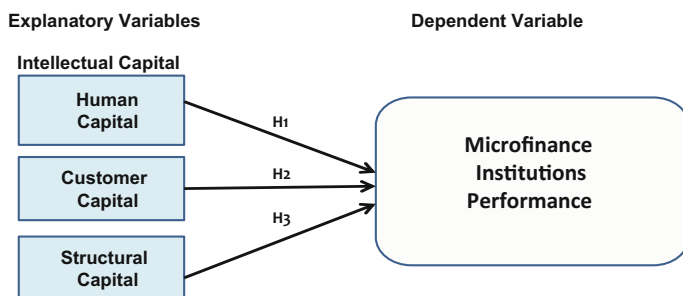 Explanatory Variables
Dependent Variable
Intellectual Capital
Human
Capital
H1
Microfinance
Institutions
Performance
Customer
Capital
H2
H3
Structural
Capital